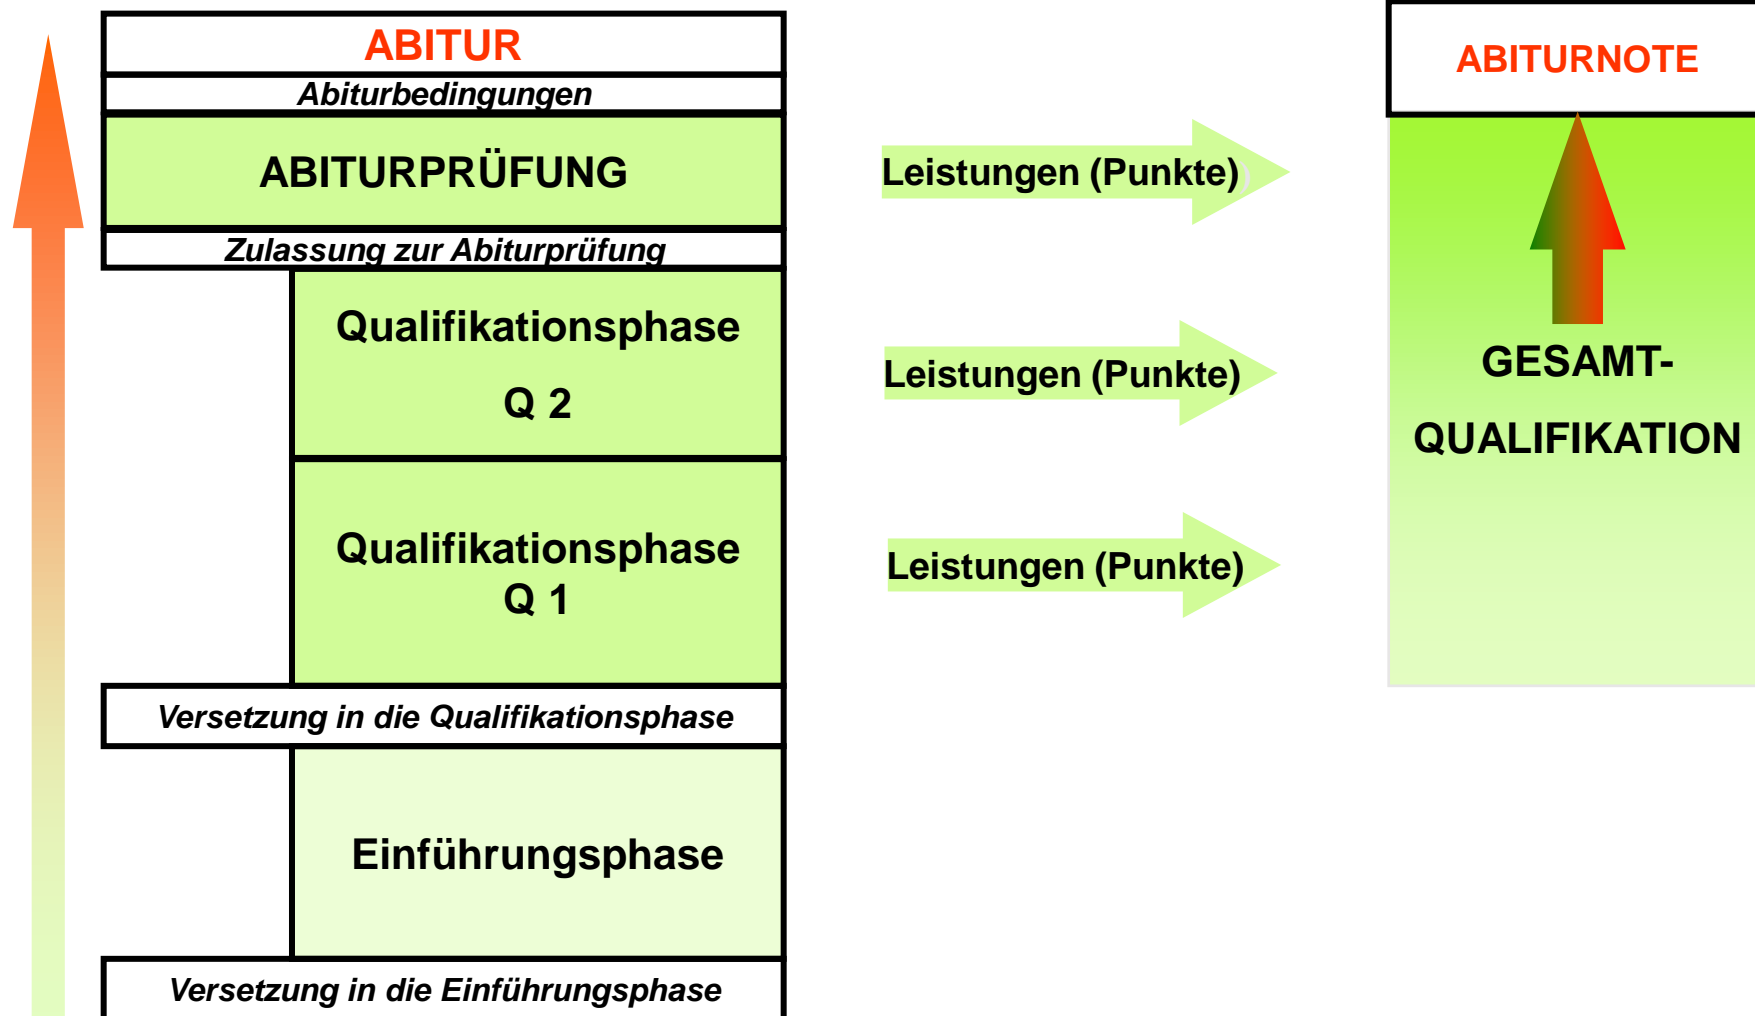 ABITUR
Abiturbedingungen
ABITURPRÜFUNG
Zulassung zur Abiturprüfung
Qualifikationsphase
Q 2
Qualifikationsphase
Q 1
Versetzung in die Qualifikationsphase
Einführungsphase
Versetzung in die Einführungsphase
Leistungen (Punkte)
Leistungen (Punkte)
Leistungen (Punkte)
ABITURNOTE
GESAMT-
QUALIFIKATION